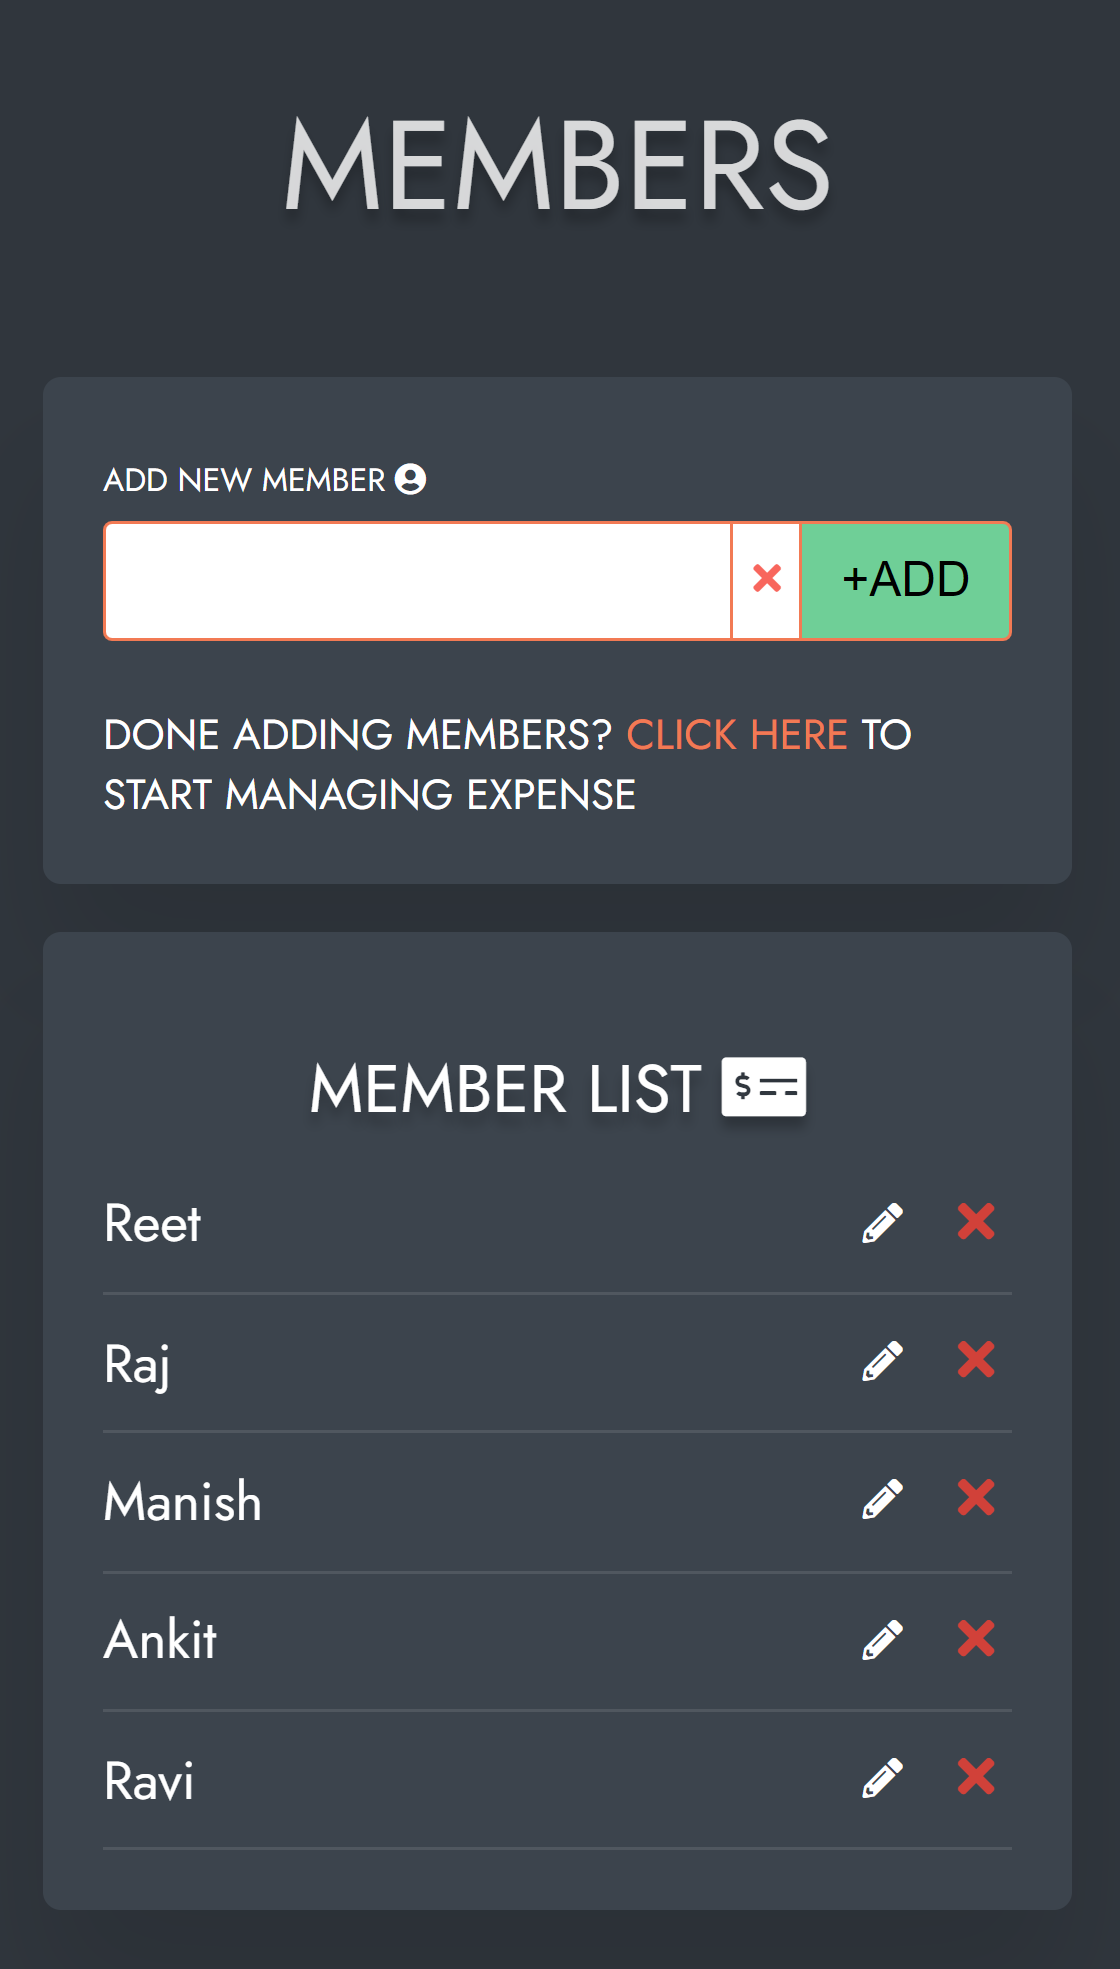 MEMBERS
ADD NEW MEMBER
+ADD
DONE ADDING MEMBERS? CLICK HERE TO
START MANAGING EXPENSE
MEMBER LIST
Reet
Raj
Manish
Ankit
Ravi